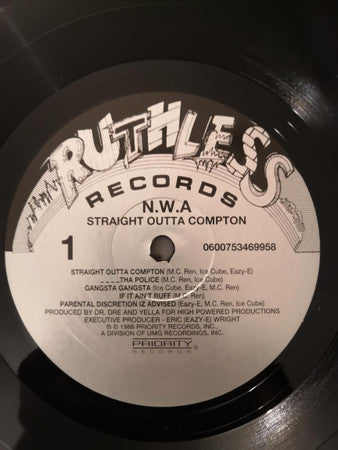 RUTHLESS
RECORDS
N.W.A
STRAIGHT OUTTA COMPTON
1
0600753469958
STRAIGHT OUTTA COMPTON (M.C. Ren, Ice Cube, Eazy-E)
_ _ _ _ THA POLICE (M.C. Ren, Ice Cube)
GANGSTA GANGSTA (Ice Cube, Eazy-E, M.C. Ren)
IF IT AIN'T RUFF (M.C. Ren)
PARENTAL DISCRETION IZ ADVISED (Eazy-E, M.C. Ren, Ice Cube)
PRODUCED BY DR. DRE AND YELLA FOR HIGH POWERED PRODUCTIONS
EXECUTIVE PRODUCER - ERIC (EAZY-E) WRIGHT
℗ © 1988 PRIORITY RECORDS, INC.,
A DIVISION OF UMG RECORDINGS, INC.
PRIORITY
RECORDS